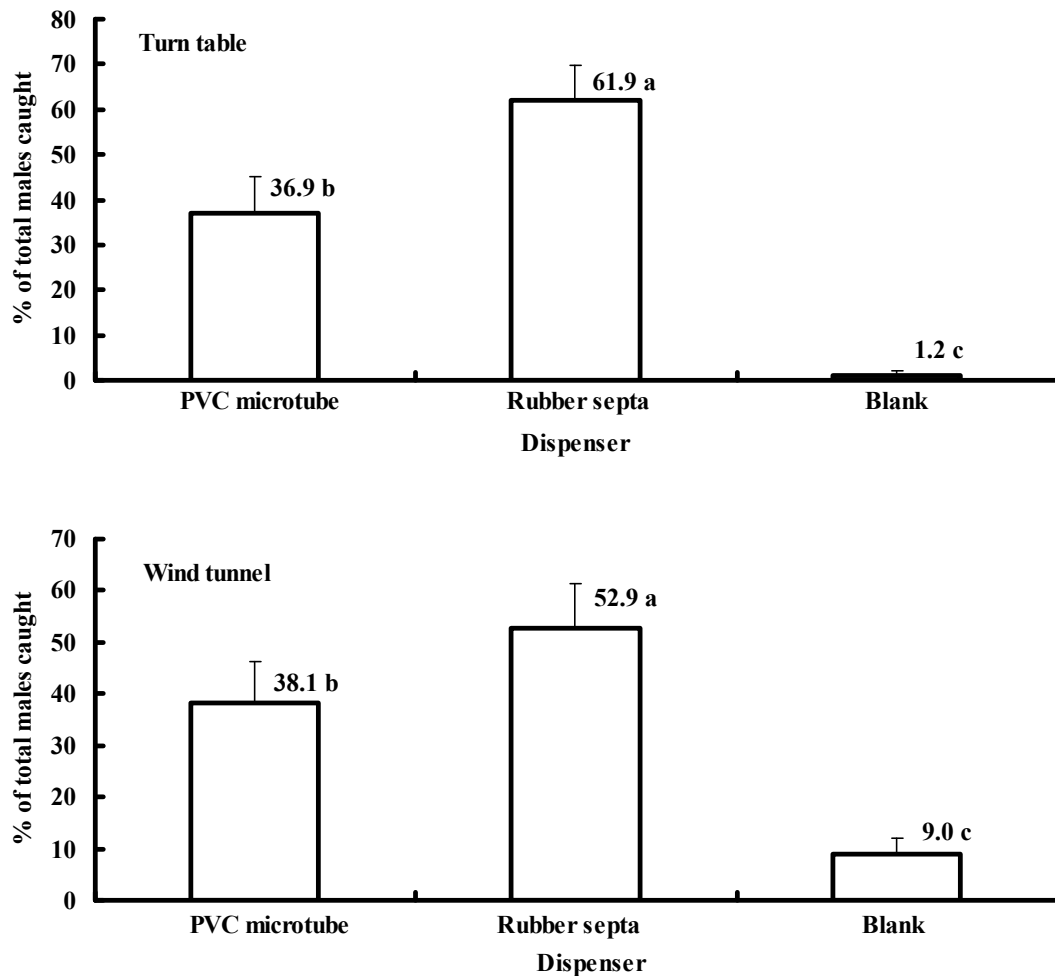 80
Turn table
70
61.9 a
60
50
36.9 b
40
30
20
10
1.2 c
0
% of total males caught
PVC microtube Rubber septa Blank
Dispenser
70
Wind tunnel
60
52.9 a
50
38.1 b
40
30
20
10
9.0 c
0
% of total males caught
PVC microtube Rubber septa Blank
Dispenser